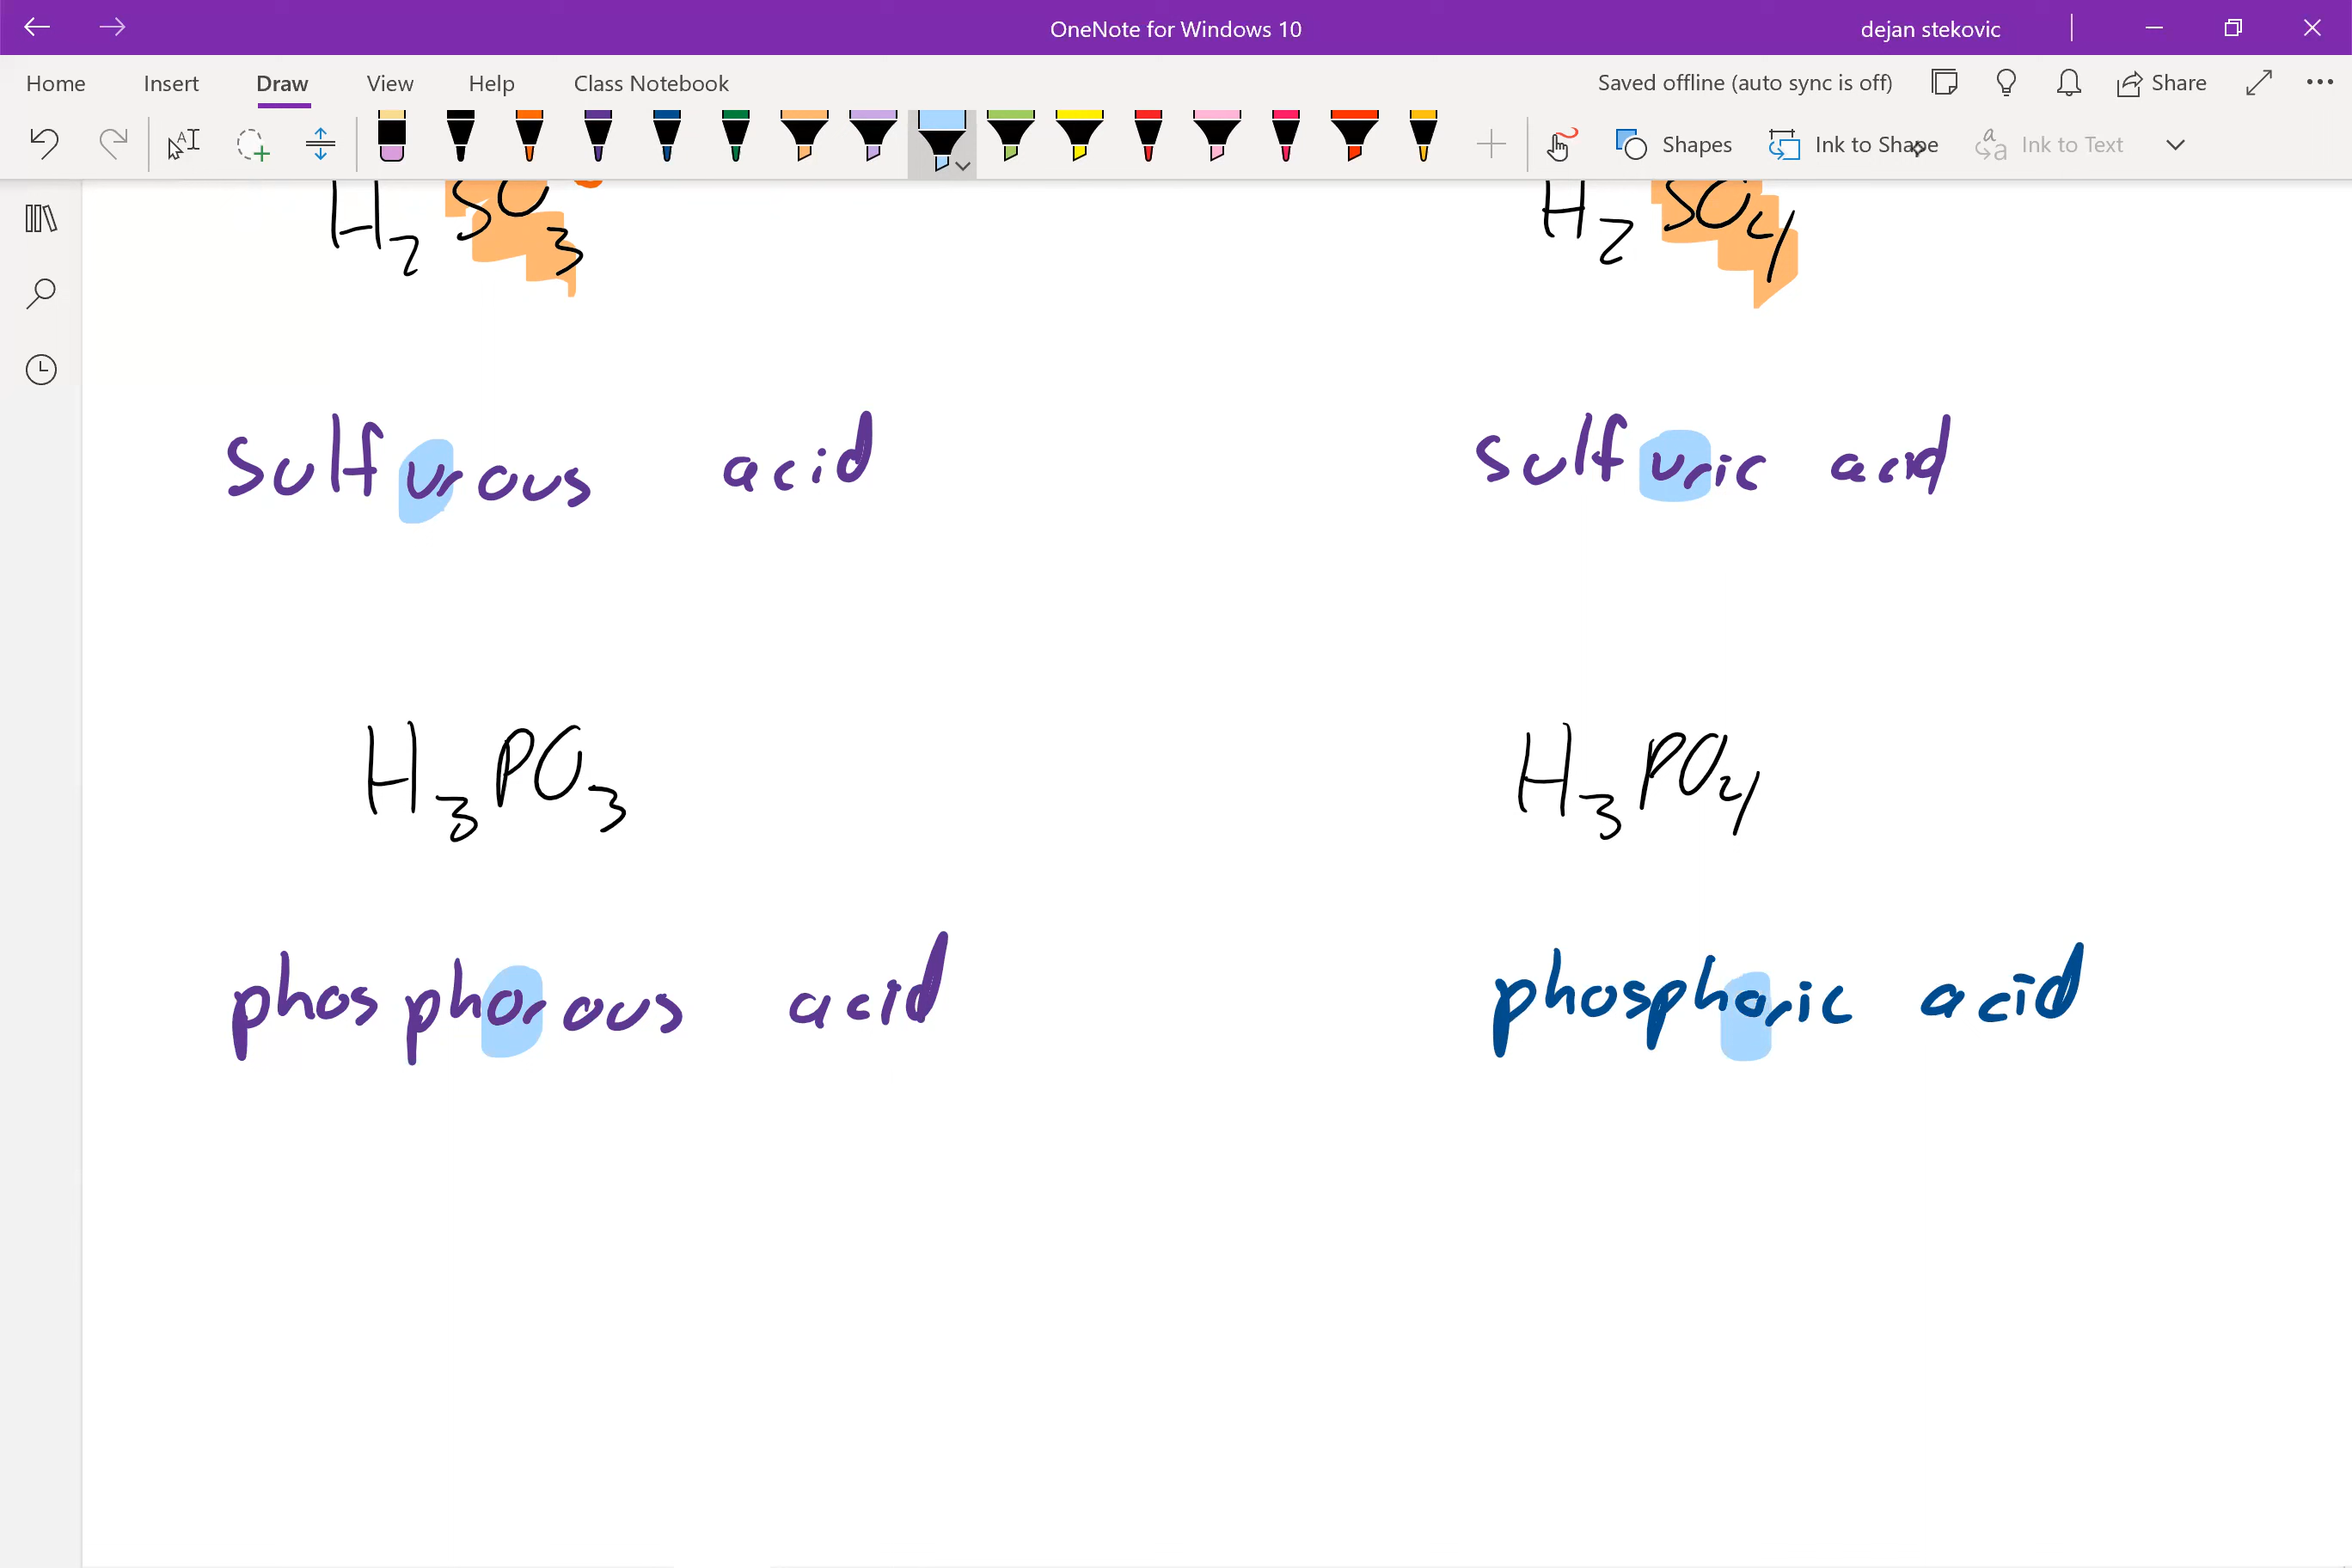 OneNote for Windows 10 dejan stekovic
Home Insert Draw View Help Class Notebook Saved offline (auto sync is off) Share
Shapes Ink to Shape Ink to Text
H₂SO₃ H₂SO₄
Sulfurous acid sulfuric acid
H₃PO₃ H₃PO₄
phosphorous acid phosphoric acid